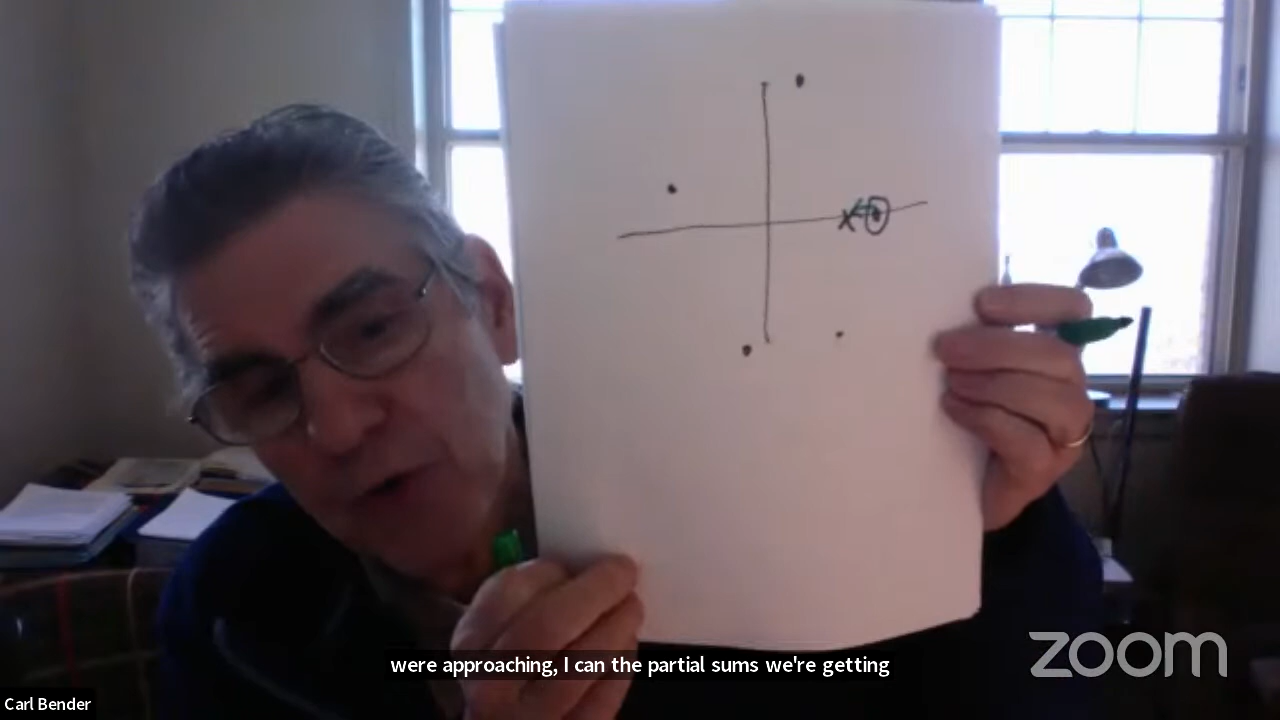 X
were approaching, I can the partial sums we're getting
zoom
Carl Bender